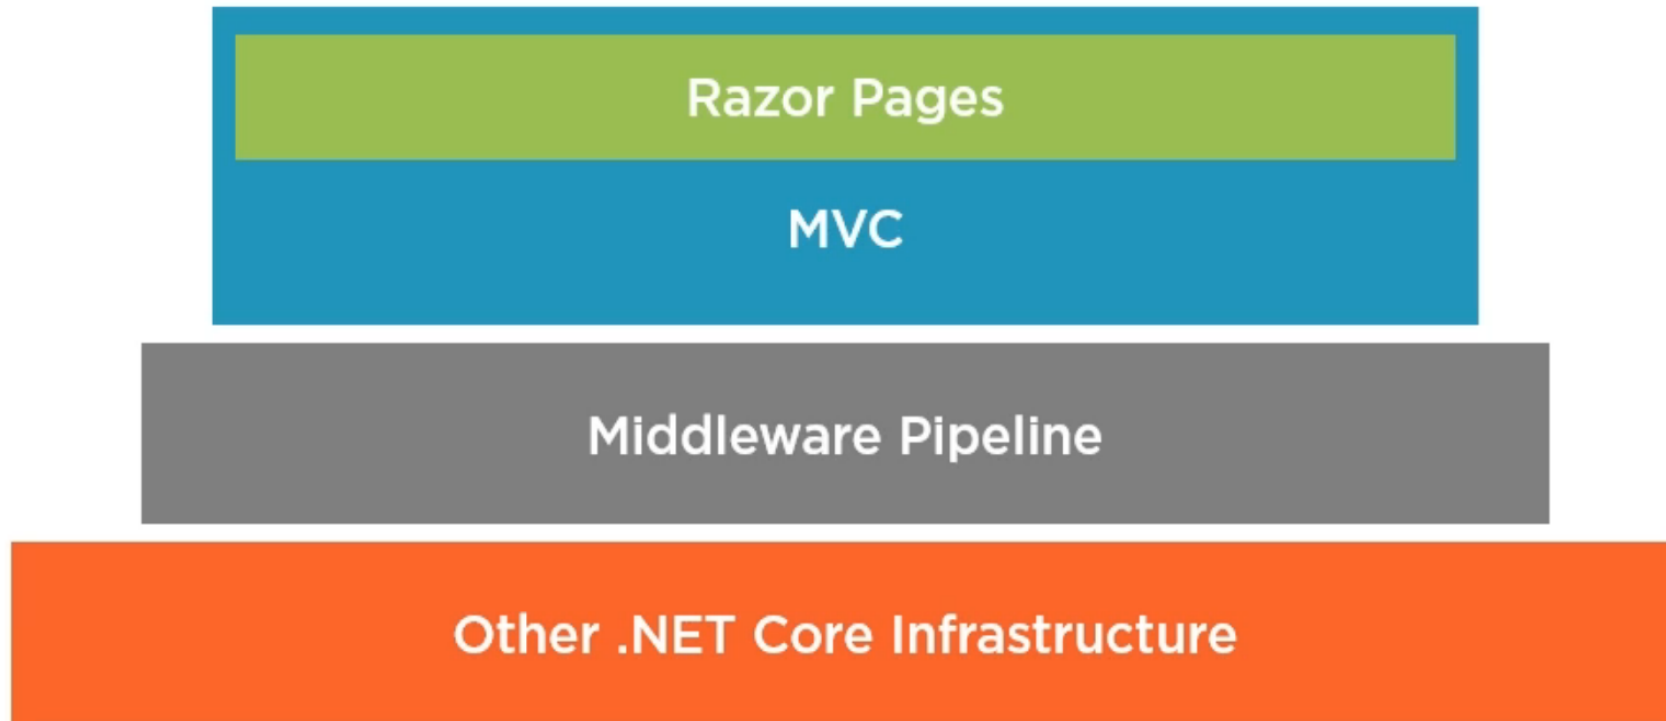 Razor Pages
MVC
Middleware Pipeline
Other .NET Core Infrastructure